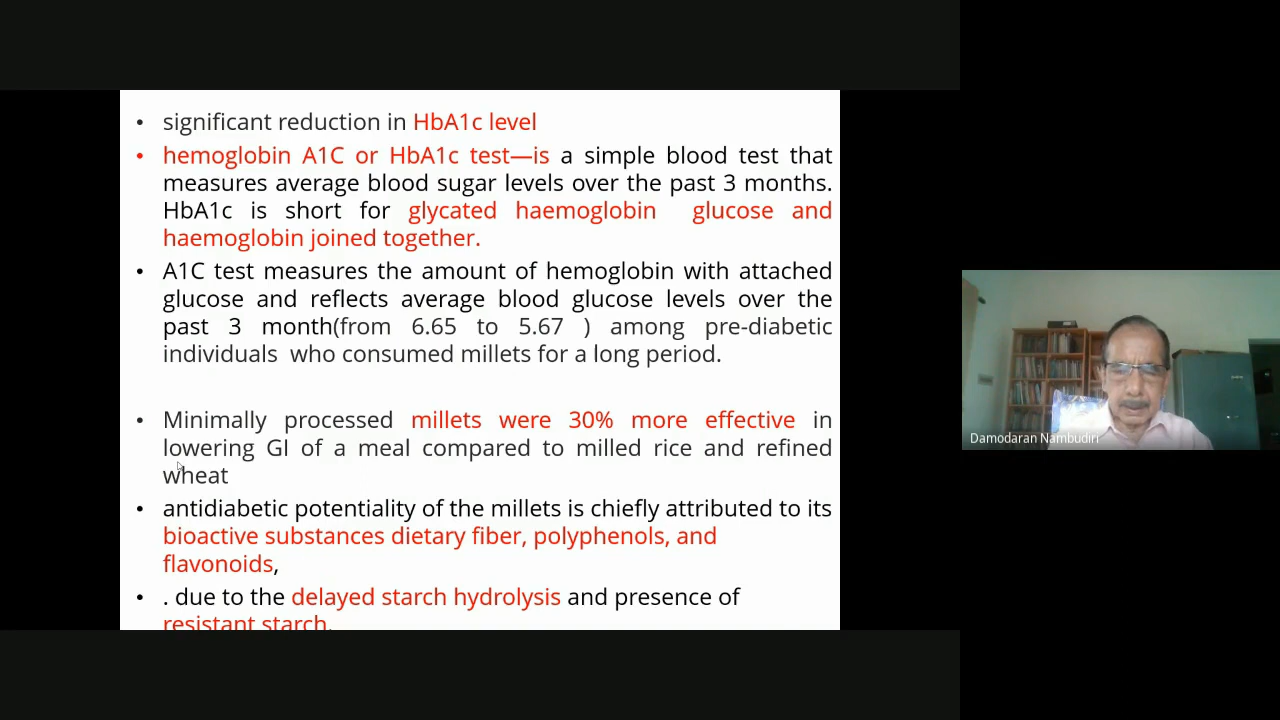 • significant reduction in HbA1c level
• hemoglobin A1C or HbA1c test—is a simple blood test that
measures average blood sugar levels over the past 3 months.
HbA1c is short for glycated haemoglobin glucose and
haemoglobin joined together.
• A1C test measures the amount of hemoglobin with attached
glucose and reflects average blood glucose levels over the
past 3 month(from 6.65 to 5.67 ) among pre-diabetic
individuals who consumed millets for a long period.
• Minimally processed millets were 30% more effective in
lowering GI of a meal compared to milled rice and refined
wheat
• antidiabetic potentiality of the millets is chiefly attributed to its
bioactive substances dietary fiber, polyphenols, and
flavonoids,
• . due to the delayed starch hydrolysis and presence of
resistant starch.
Damodaran Nambudiri